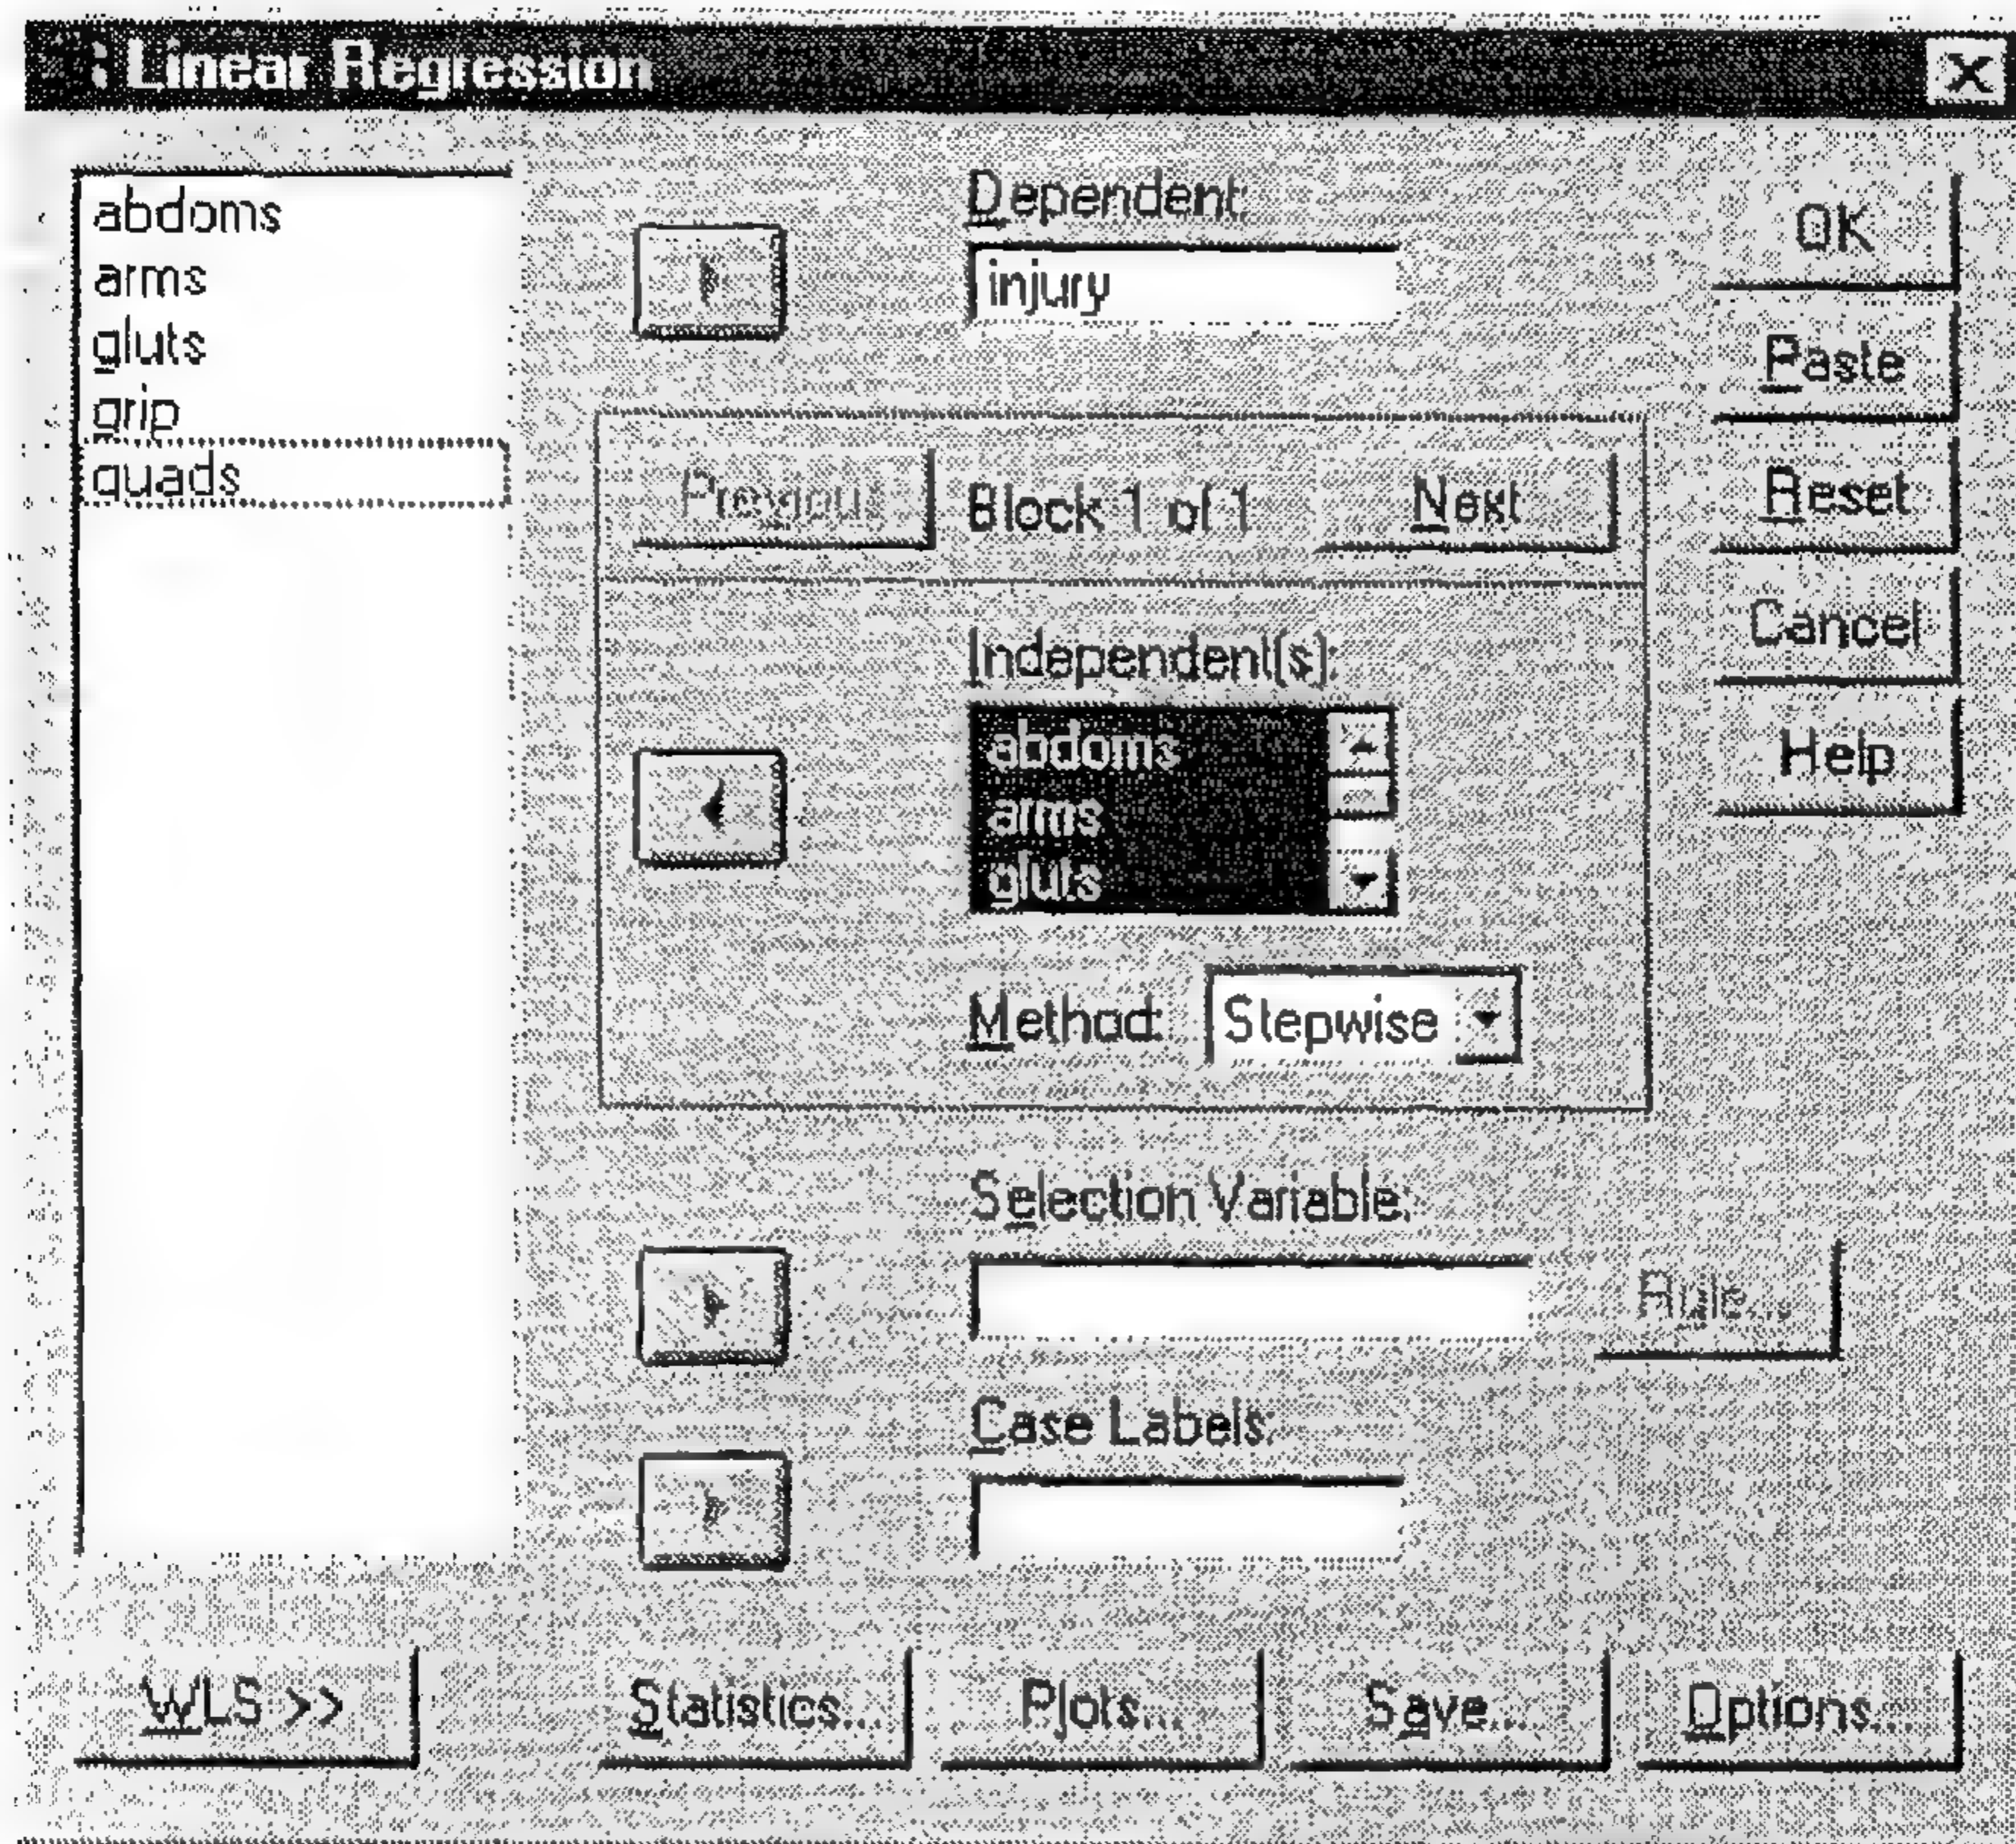 Linear Regression
abdoms
arms
gluts
grip
quads
Dependent:
injury
Previous
Block 1 of 1
Next
Independent(s):
abdoms
arms
gluts
Method:
Stepwise
Selection Variable:
Rule...
Case Labels:
OK
Paste
Reset
Cancel
Help
WLS >>
Statistics...
Plots...
Save...
Options...